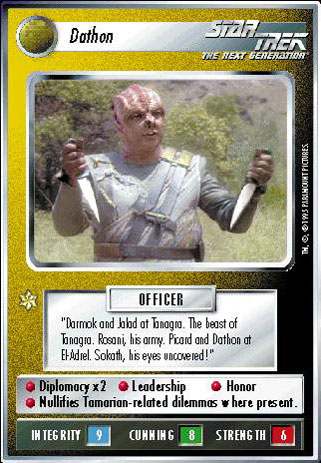 Dathon
STAR TREK
THE NEXT GENERATION®
TM, ®, © 1995 PARAMOUNT PICTURES.
OFFICER
"Darmok and Jalad at Tanagra. The beast of
Tanagra. Rosani, his army. Picard and Dathon at
El-Adrel. Sokath, his eyes uncovered!"
Diplomacy x2 Leadership Honor
Nullifies Tamarian-related dilemmas where present.
INTEGRITY 9 CUNNING 8 STRENGTH 6